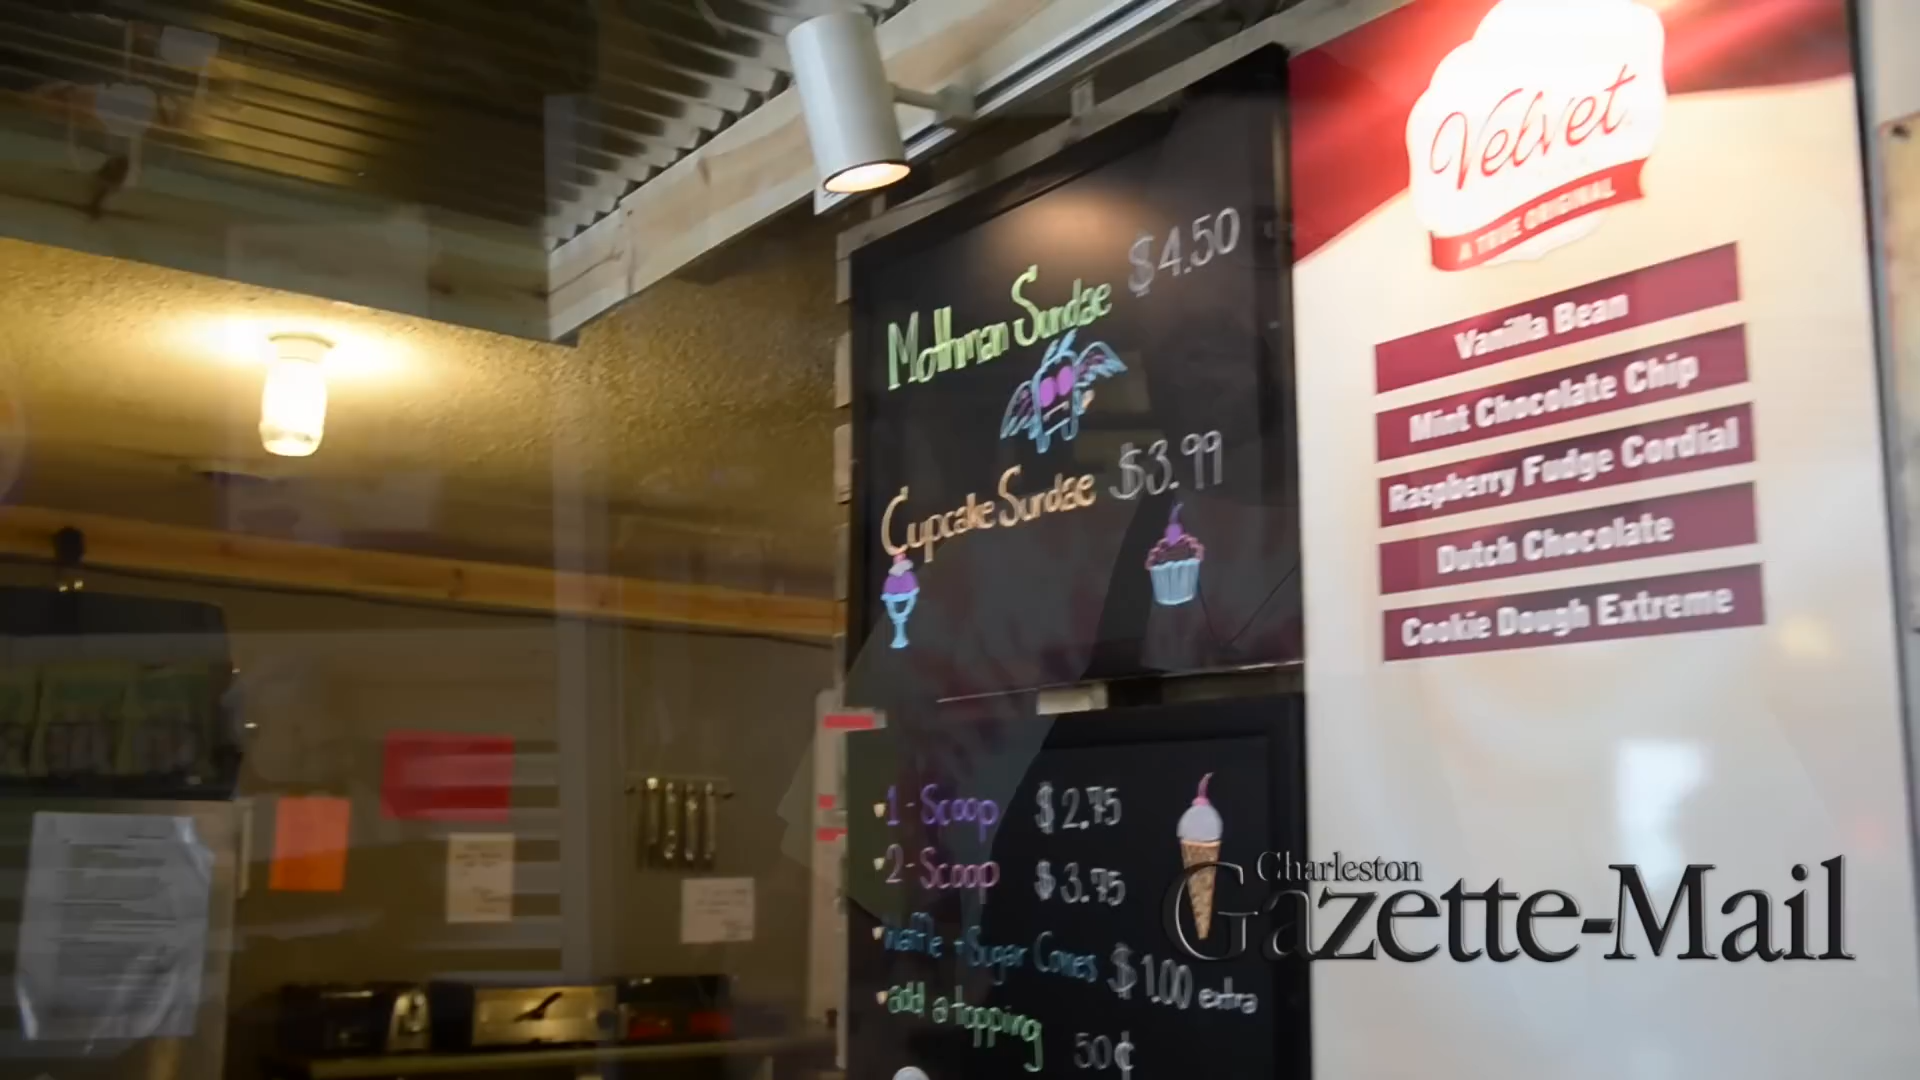 Mothman Sundae $4.50
Cupcake Sundae $3.99
1-Scoop $2.75
2-Scoop $3.75
Waffle + Sugar Cones $1.00 extra
add a topping 50¢
Velvet
A TRUE ORIGINAL
Vanilla Bean
Mint Chocolate Chip
Raspberry Fudge Cordial
Dutch Chocolate
Cookie Dough Extreme
Charleston
Gazette-Mail